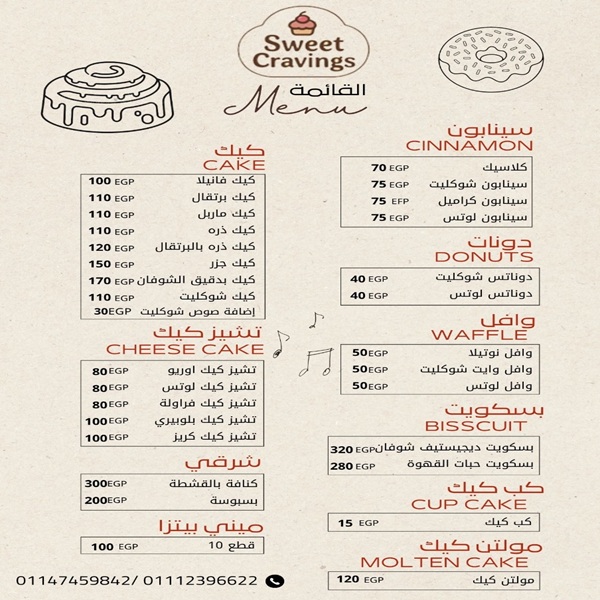 Sweet
Cravings
القائمة
Menu
كيك
CAKE
كيك فانيلا 100 EGP
كيك برتقال 110 EGP
كيك ماربل 110 EGP
كيك ذره 110 EGP
كيك ذره بالبرتقال 120 EGP
كيك جزر 150 EGP
كيك بدقيق الشوفان 170 EGP
كيك شوكليت 110 EGP
إضافة صوص شوكليت 30EGP
تشيز كيك
CHEESE CAKE
تشيز كيك اوريو 80EGP
تشيز كيك لوتس 80EGP
تشيز كيك فراولة 80EGP
تشيز كيك بلوبيري 100EGP
تشيز كيك كريز 100EGP
شرقي
كنافة بالقشطة 300EGP
بسبوسة 200EGP
ميني بيتزا
10 قطع 100 EGP
سينابون
CINNAMON
كلاسيك 70 EGP
سينابون شوكليت 75 EGP
سينابون كراميل 75 EFP
سينابون لوتس 75 EGP
دونات
DONUTS
دوناتس شوكليت 40 EGP
دوناتس لوتس 40 EGP
وافل
WAFFLE
وافل نوتيلا 50EGP
وافل وايت شوكليت 50EGP
وافل لوتس 50EGP
بسكويت
BISSCUIT
بسكويت ديجيستيف شوفان 320 EGP
بسكويت حبات القهوة 280 EGP
كب كيك
CUP CAKE
كب كيك 15 EGP
مولتن كيك
MOLTEN CAKE
مولتن كيك 120 EGP
01147459842/ 01112396622